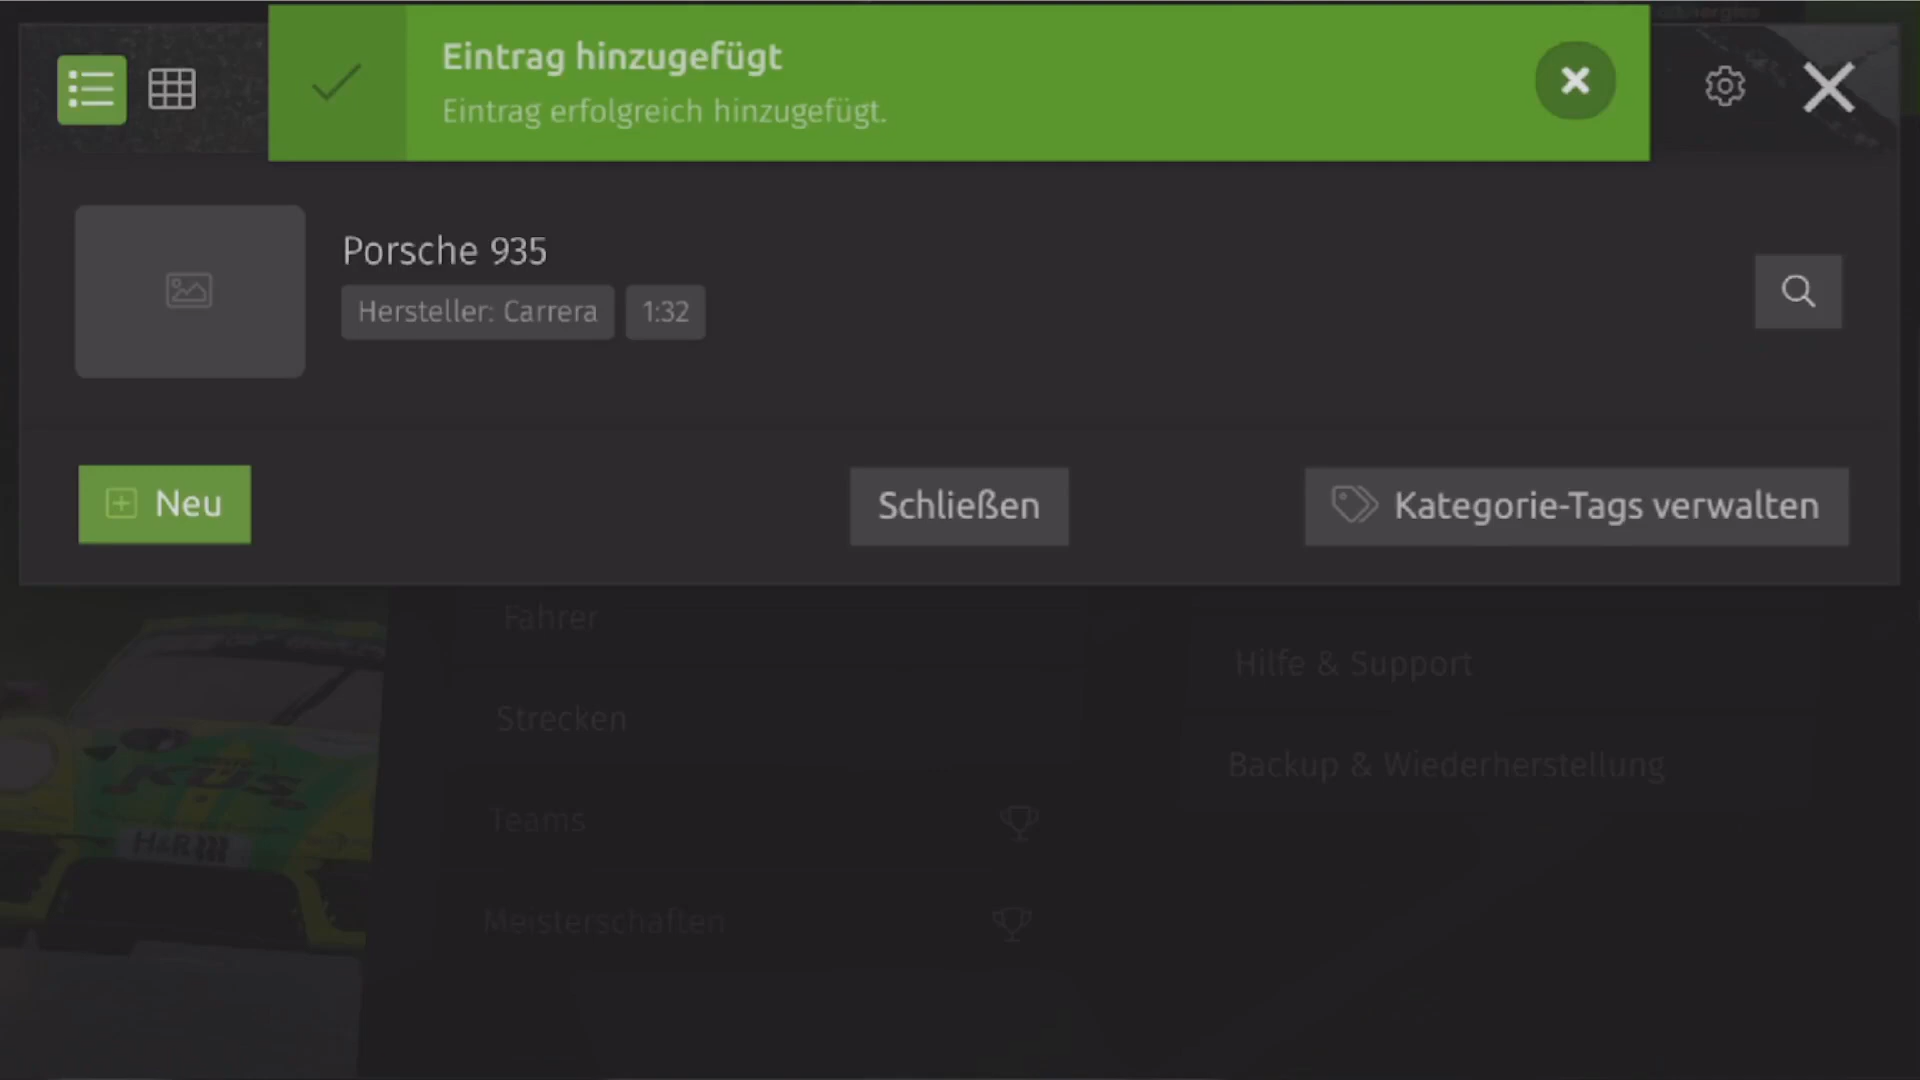 Eintrag hinzugefügt
Eintrag erfolgreich hinzugefügt.
Porsche 935
Hersteller: Carrera
1:32
Neu
Schließen
Kategorie-Tags verwalten
Fahrer
Hilfe & Support
Strecken
Backup & Wiederherstellung
KÜS
Teams
H&R
Meisterschaften